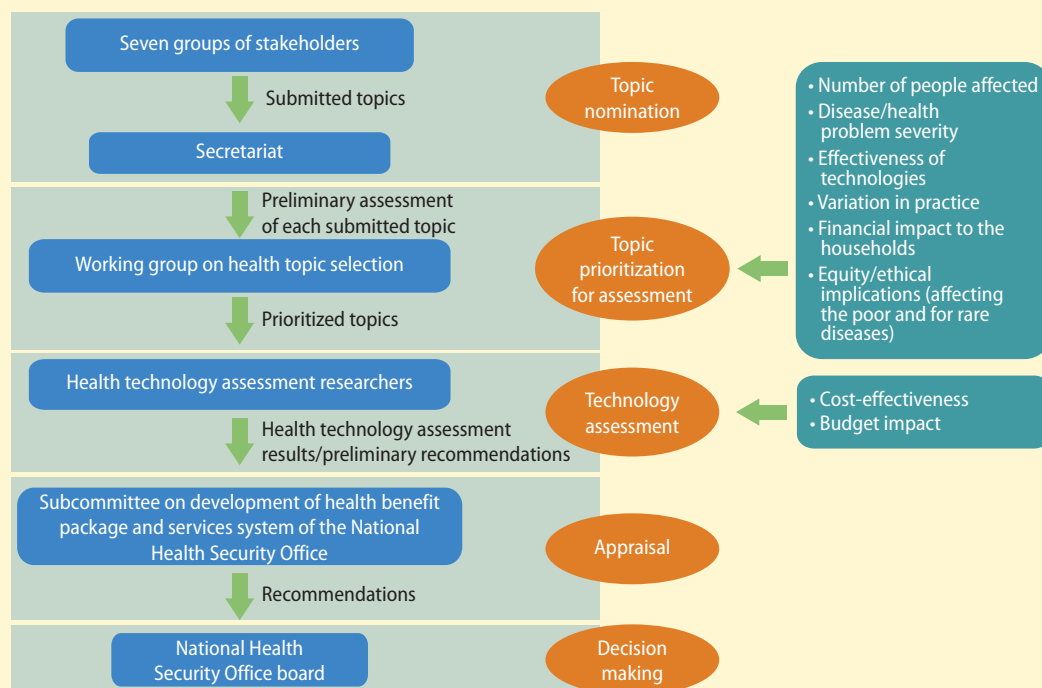 Seven groups of stakeholders
Submitted topics
Secretariat
Topic
nomination
Preliminary assessment
of each submitted topic
Working group on health topic selection
Prioritized topics
Topic
prioritization
for assessment
• Number of people affected
• Disease/health
problem severity
• Effectiveness of
technologies
• Variation in practice
• Financial impact to the
households
• Equity/ethical
implications (affecting
the poor and for rare
diseases)
Health technology assessment researchers
Health technology assessment
results/preliminary recommendations
Technology
assessment
• Cost-effectiveness
• Budget impact
Subcommittee on development of health benefit
package and services system of the National
Health Security Office
Recommendations
Appraisal
National Health
Security Office board
Decision
making